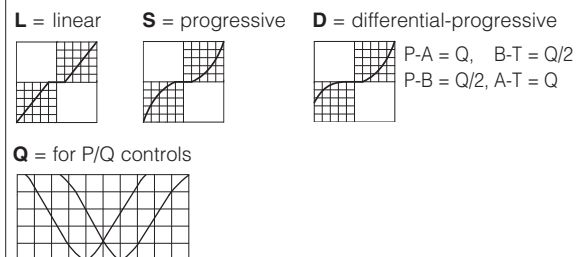 L = linear S = progressive D = differential-progressive
P-A = Q, B-T = Q/2
P-B = Q/2, A-T = Q
Q = for P/Q controls